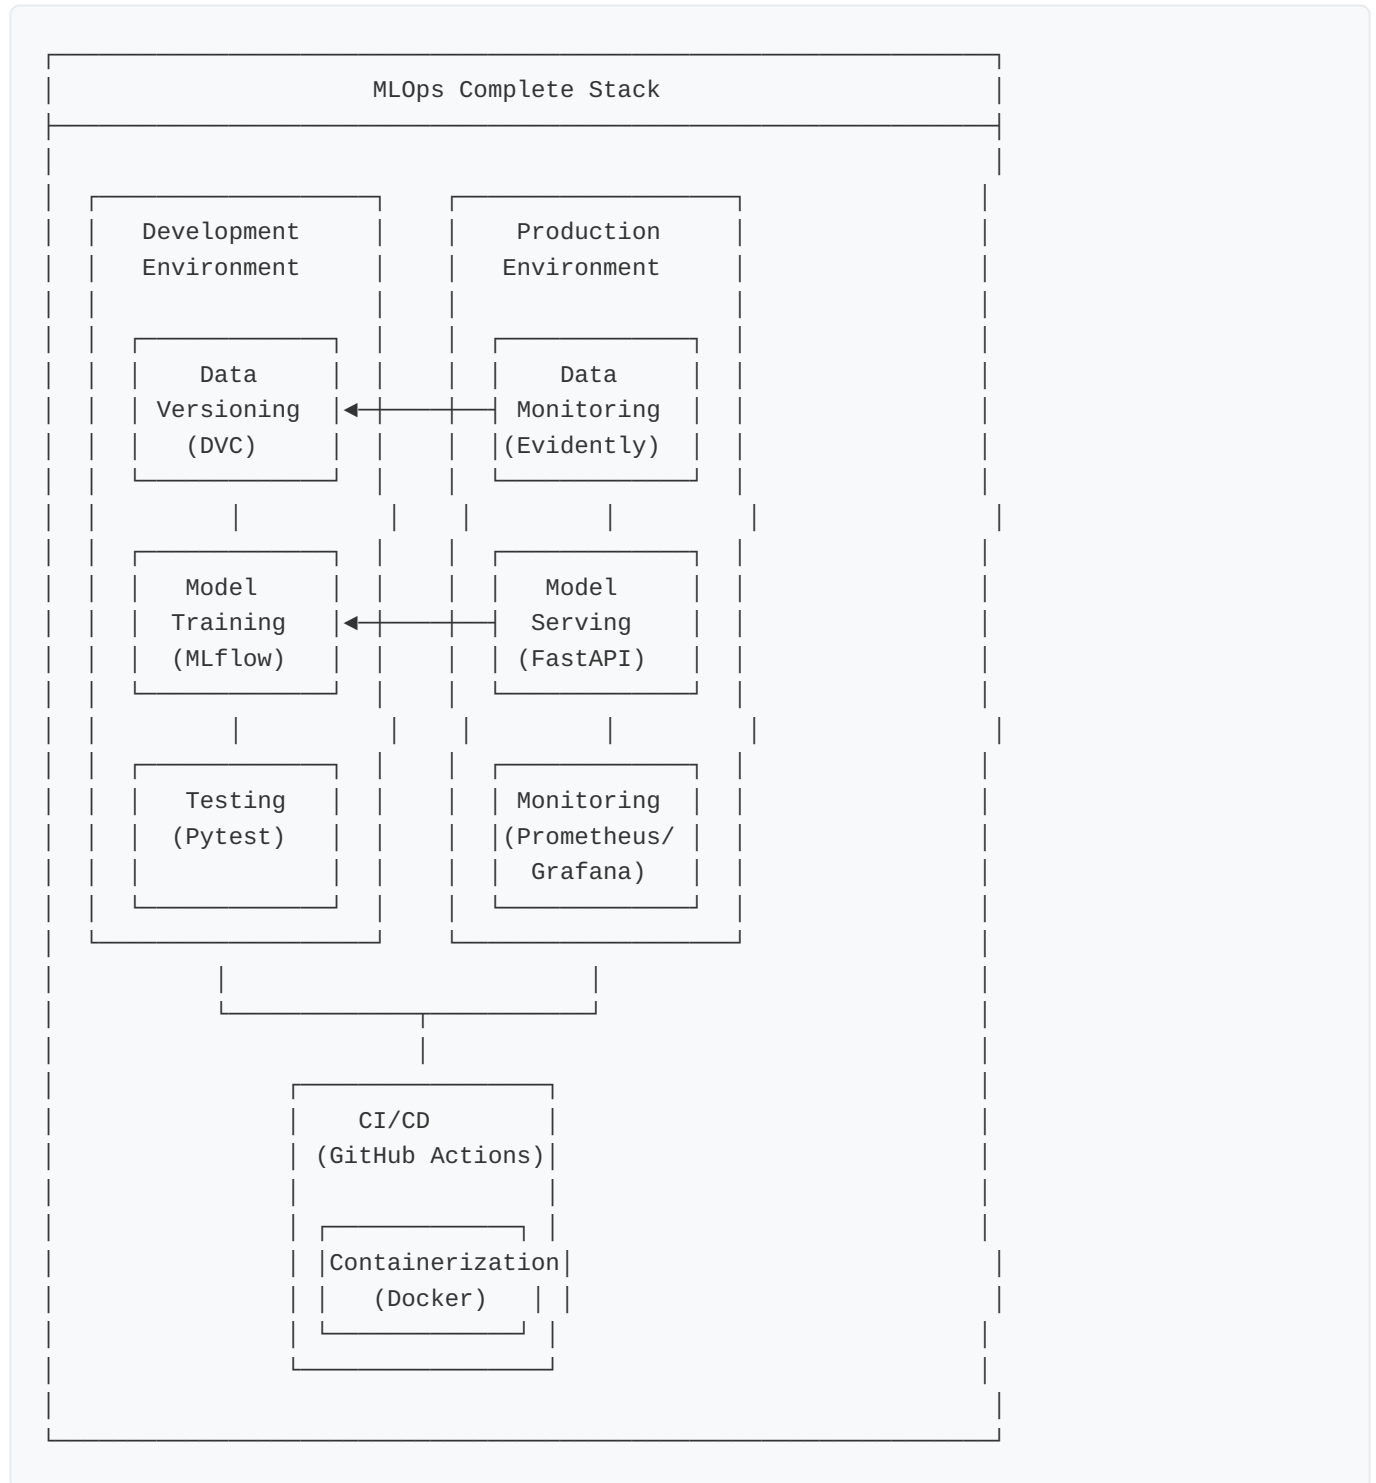 MLOps Complete Stack
Development
Environment
Data
Versioning
(DVC)
Model
Training
(MLflow)
Testing
(Pytest)
Production
Environment
Data
Monitoring
(Evidently)
Model
Serving
(FastAPI)
Monitoring
(Prometheus/
Grafana)
CI/CD
(GitHub Actions)
Containerization
(Docker)